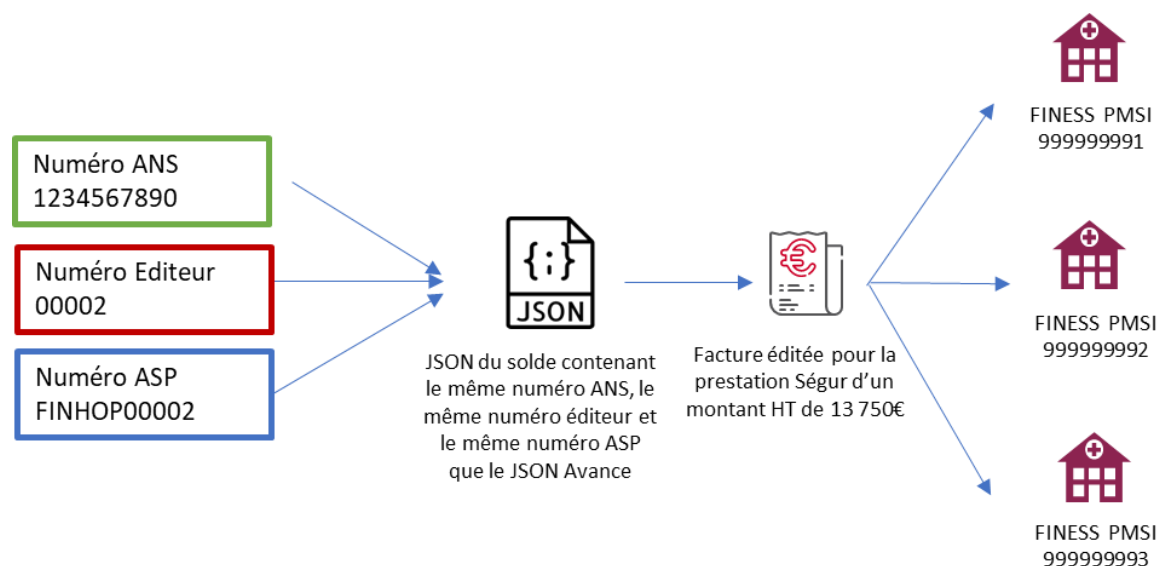 Numéro ANS
1234567890
Numéro Editeur
00002
Numéro ASP
FINHOP00002
{;}
JSON
JSON du solde contenant
le même numéro ANS, le
même numéro éditeur et
le même numéro ASP
que le JSON Avance
€
Facture éditée pour la
prestation Ségur d’un
montant HT de 13 750€
FINESS PMSI
999999991
FINESS PMSI
999999992
FINESS PMSI
999999993